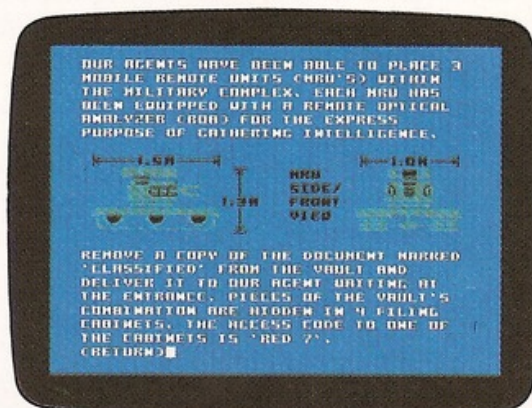 OUR AGENTS HAVE BEEN ABLE TO PLACE 3
MOBILE REMOTE UNITS (MRU'S) WITHIN
THE MILITARY COMPLEX. EACH MRU HAS
BEEN EQUIPPED WITH A REMOTE OPTICAL
ANALYZER (ROA) FOR THE EXPRESS
PURPOSE OF GATHERING INTELLIGENCE.
1.6M 1.0M
MRU
SIDE/
1.3M FRONT
VIEW
REMOVE A COPY OF THE DOCUMENT MARKED
'CLASSIFIED' FROM THE VAULT AND
DELIVER IT TO OUR AGENT WAITING AT
THE ENTRANCE. PIECES OF THE VAULT'S
COMBINATION ARE HIDDEN IN 4 FILING
CABINETS. THE ACCESS CODE TO ONE OF
THE CABINETS IS 'RED 7'.
(RETURN)